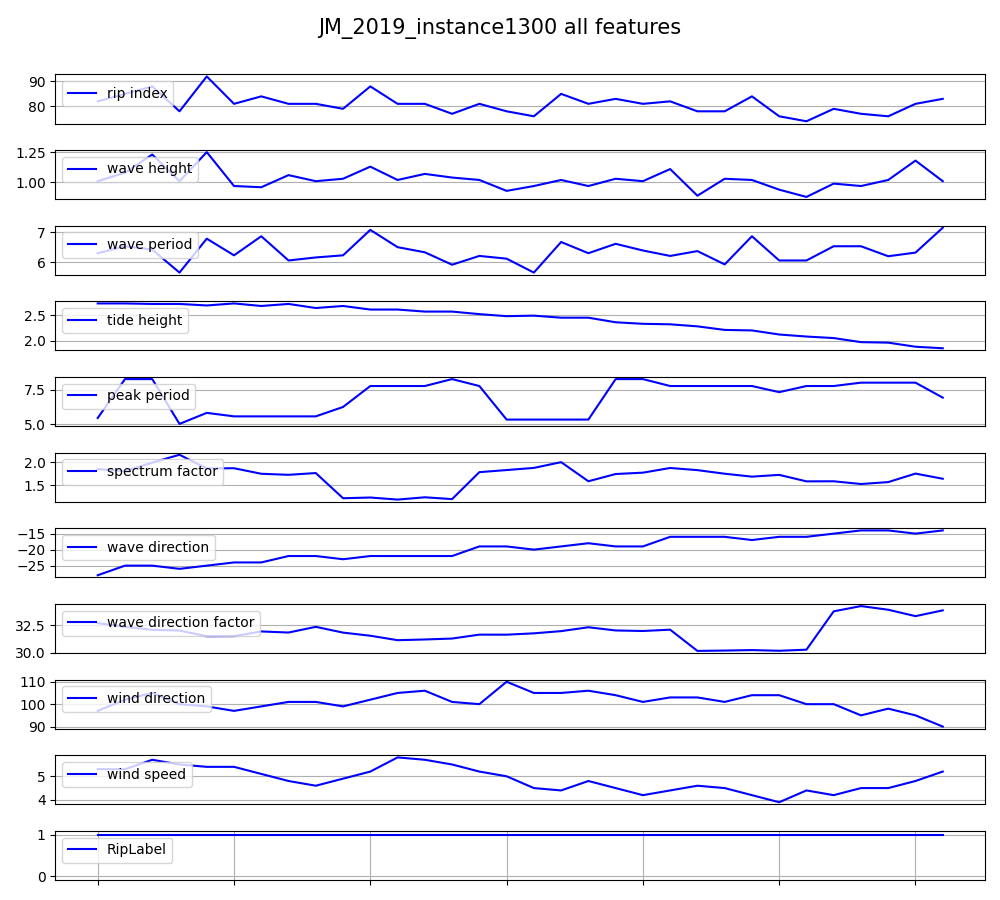 JM_2019_instance1300 all features
90
80
rip index
1.25
1.00
wave height
7
6
wave period
2.5
2.0
tide height
7.5
5.0
peak period
2.0
1.5
spectrum factor
−15
−20
−25
wave direction
32.5
30.0
wave direction factor
110
100
90
wind direction
5
4
wind speed
1
0
RipLabel